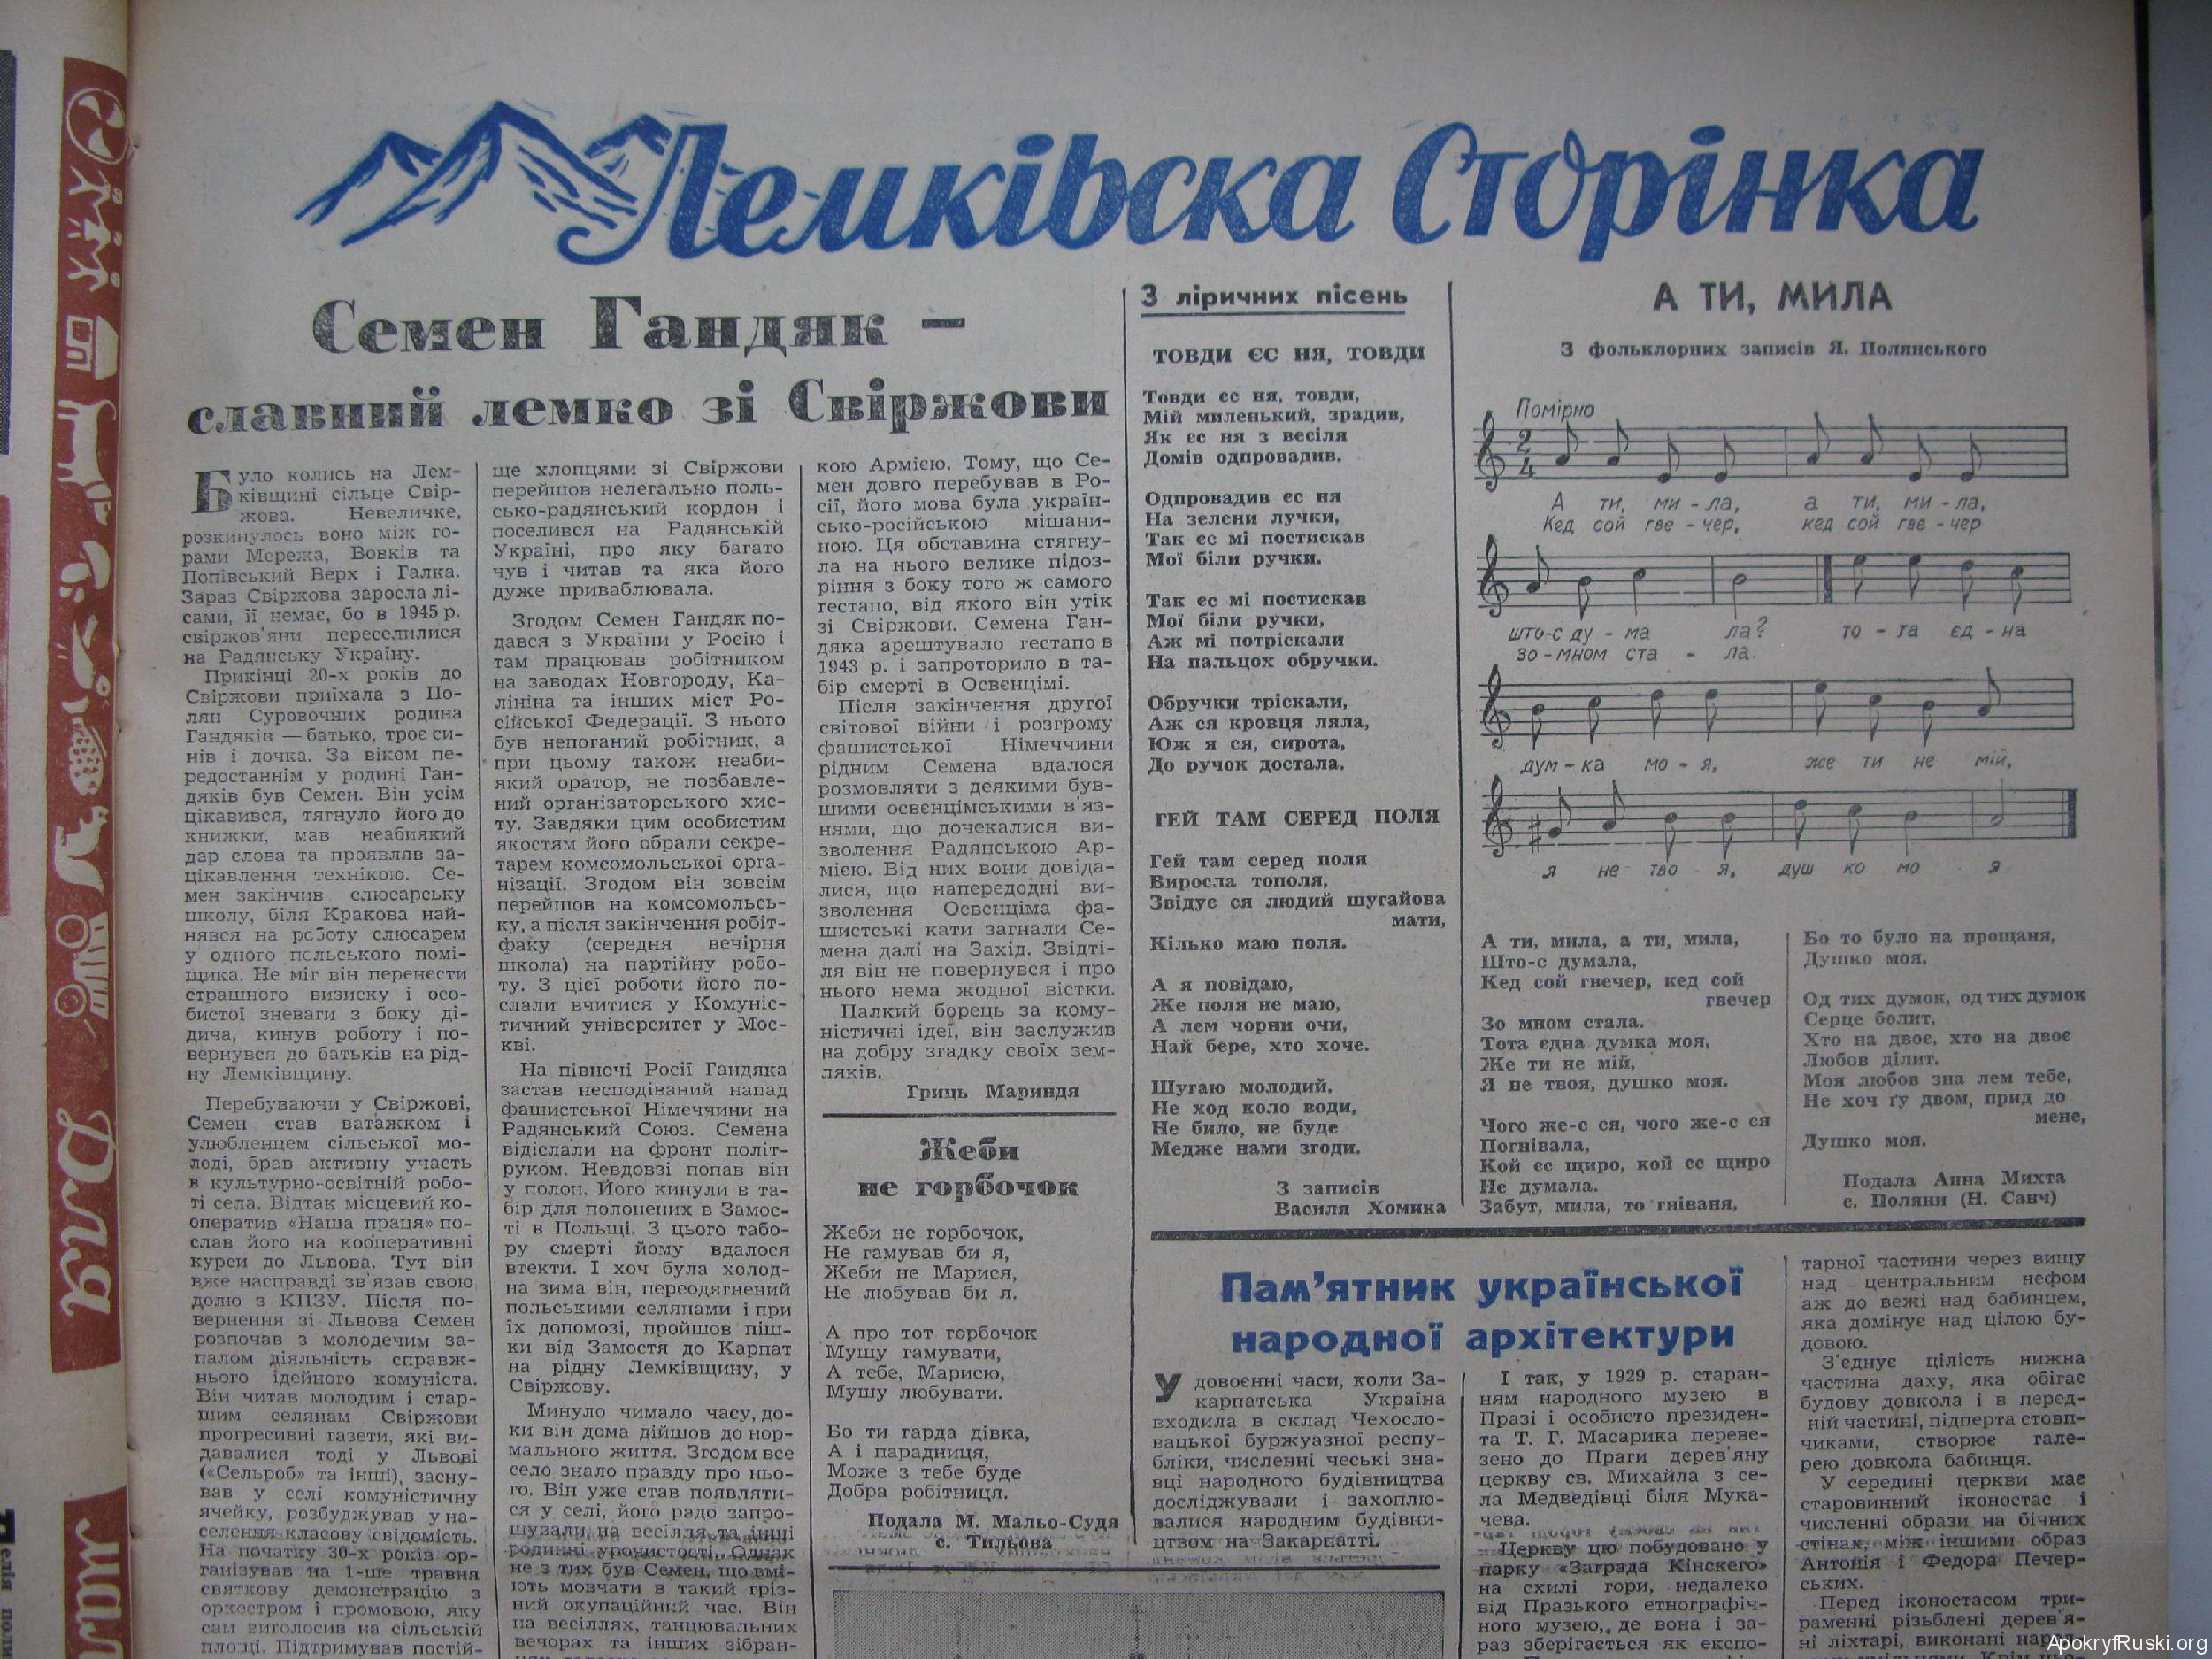 Лемківска Сторінка
Семен Гандяк –
славний лемко зі Свіржови
Було колись на Лем-
ківщині сільце Свір-
жова. Невеличке,
розкинулось воно між го-
рами Мережа, Вовків та
Попівський Верх і Галка.
Зараз Свіржова заросла лі-
сами, її немає, бо в 1945 р.
свіржов'яни переселилися
на Радянську Україну.
Прикінці 20-х років до
Свіржови приїхала з По-
лян Суровочних родина
Гандяків — батько, троє си-
нів і дочка. За віком пе-
редостаннім у родині Ган-
дяків був Семен. Він усім
цікавився, тягнуло його до
книжки, мав неабиякий
дар слова та проявляв за-
цікавлення технікою. Се-
мен закінчив слюсарську
школу, біля Кракова най-
нявся на роботу слюсарем
у одного польського помі-
щика. Не міг він перенести
страшного визиску і осо-
бистої зневаги з боку ді-
дича, кинув роботу і по-
вернувся до батьків на рід-
ну Лемківщину.
Перебуваючи у Свіржові,
Семен став ватажком і
улюбленцем сільської мо-
лоді, брав активну участь
в культурно-освітній робо-
ті села. Відтак місцевий ко-
оператив «Наша праця» по-
слав його на кооперативні
курси до Львова. Тут він
вже насправді зв'язав свою
долю з КПЗУ. Після по-
вернення зі Львова Семен
розпочав з молодечим за-
палом діяльність справж-
нього ідейного комуніста.
Він читав молодим і стар-
шим селянам Свіржови
прогресивні газети, які ви-
давалися тоді у Львові
(«Сельроб» та інші), засну-
вав у селі комуністичну
ячейку, розбуджував у на-
селення класову свідомість.
На початку 30-х років ор-
ганізував на 1-ше травня
святкову демонстрацію з
оркестром і промовою, яку
сам виголосив на сільській
площі. Підтримував постій-
ще хлопцями зі Свіржови
перейшов нелегально поль-
сько-радянський кордон і
поселився на Радянській
Україні, про яку багато
чув і читав та яка його
дуже приваблювала.
Згодом Семен Гандяк по-
дався з України у Росію і
там працював робітником
на заводах Новгороду, Ка-
лініна та інших міст Ро-
сійської Федерації. З нього
був непоганий робітник, а
при цьому також неаби-
який оратор, не позбавле-
ний організаторського хис-
ту. Завдяки цим особистим
якостям його обрали секре-
тарем комсомольської орга-
нізації. Згодом він зовсім
перейшов на комсомольсь-
ку, а після закінчення робіт-
факу (середня вечірня
школа) на партійну робо-
ту. З цієї роботи його по-
слали вчитися у Комуніс-
тичний університет у Мос-
кві.
На півночі Росії Гандяка
застав несподіваний напад
фашистської Німеччини на
Радянський Союз. Семена
відіслали на фронт політ-
руком. Невдовзі попав він
у полон. Його кинули в та-
бір для полонених в Замос-
ті в Польщі. З цього табо-
ру смерті йому вдалося
втекти. І хоч була холод-
на зима він, переодягнений
польськими селянами і при
їх допомозі, пройшов піш-
ки від Замостя до Карпат
на рідну Лемківщину, у
Свіржову.
Минуло чимало часу, до-
ки він дома дійшов до нор-
мального життя. Згодом все
село знало правду про ньо-
го. Він уже став появляти-
ся у селі, його радо запро-
шували на весілля та інші
родинні урочистості. Однак
не з тих був Семен, що вмі-
ють мовчати в такий гріз-
ний окупаційний час. Він
на весіллях, танцювальних
вечорах та інших зібран-
кою Армією. Тому, що Се-
мен довго перебував в Ро-
сії, його мова була україн-
сько-російською мішани-
ною. Ця обставина стягну-
ла на нього велике підоз-
ріння з боку того ж самого
гестапо, від якого він утік
зі Свіржови. Семена Ган-
дяка арештувало гестапо в
1943 р. і запроторило в та-
бір смерті в Освенцімі.
Після закінчення другої
світової війни і розгрому
фашистської Німеччини
рідним Семена вдалося
розмовляти з деякими був-
шими освенцімськими в'яз-
нями, що дочекалися ви-
зволення Радянською Ар-
мією. Від них вони довіда-
лися, що напередодні ви-
зволення Освенціма фа-
шистські кати загнали Се-
мена далі на Захід. Звідті-
ля він не повернувся і про
нього нема жодної вістки.
Палкий борець за кому-
ністичні ідеї, він заслужив
на добру згадку своїх зем-
ляків.
Гриць Мариндя
Жеби
не горбочок
Жеби не горбочок,
Не гамував би я,
Жеби не Марися,
Не любував би я.
А про тот горбочок
Мушу гамувати,
А тебе, Марисю,
Мушу любувати.
Бо ти гарда дівка,
А і парадниця,
Може з тебе буде
Добра робітниця.
Подала М. Мальо-Судя
с. Тильова
З ліричних пісень
ТОВДИ ЄС НЯ, ТОВДИ
Товди єс ня, товди,
Мій миленький, зрадив,
Як єс ня з весіля
Домів одпровадив.
Одпровадив єс ня
На зелени лучки,
Так єс мі постискав
Мої біли ручки.
Так єс мі постискав
Мої біли ручки,
Аж мі потріскали
На пальцох обручки.
Обручки тріскали,
Аж ся кровця ляла,
Юж я ся, сирота,
До ручок достала.
ГЕЙ ТАМ СЕРЕД ПОЛЯ
Гей там серед поля
Виросла тополя,
Звідує ся людий шугайова
мати,
Кілько маю поля.
А я повідаю,
Же поля не маю,
А лем чорни очи,
Най бере, хто хоче.
Шугаю молодий,
Не ход коло води,
Не било, не буде
Медже нами згоди.
З записів
Василя Хомика
А ТИ, МИЛА
З фольклорних записів Я. Полянського
Помірно
А ти, ми - ла, а ти, ми - ла,
Кед сой гве - чер, кед сой гве - чер
што-с ду - ма ла? то - та єд - на
зо - мном ста - ла.
дум - ка мо - я, же ти не мій,
я не тво - я, душ ко мо я
А ти, мила, а ти, мила,
Што-с думала,
Кед сой гвечер, кед сой
гвечер
Зо мном стала.
Тота єдна думка моя,
Же ти не мій,
Я не твоя, душко моя.
Чого же-с ся, чого же-с ся
Погнівала,
Кой єс щиро, кой єс щиро
Не думала.
Забут, мила, то гніваня,
Бо то було на прощаня,
Душко моя.
Од тих думок, од тих думок
Серце болит,
Хто на двоє, хто на двоє
Любов ділит.
Моя любов зна лем тебе,
Не хоч ґу двом, прид до
мене,
Душко моя.
Подала Анна Михта
с. Поляни (Н. Санч)
Пам'ятник української
народної архітектури
У довоєнні часи, коли За-
карпатська Україна
входила в склад Чехосло-
вацької буржуазної респу-
бліки, численні чеські зна-
вці народного будівництва
досліджували і захоплю-
валися народним будівни-
цтвом на Закарпатті.
І так, у 1929 р. старан-
ням народного музею в
Празі і особисто президен-
та Т. Г. Масарика переве-
зено до Праги дерев'яну
церкву св. Михайла з се-
ла Медведівці біля Мука-
чева.
Церкву цю побудовано у
парку «Заграда Кінскего»
на схилі гори, недалеко
від Празького етнографіч-
ного музею, де вона і за-
раз зберігається як експо-
тарної частини через вищу
над центральним нефом
аж до вежі над бабинцем,
яка домінує над цілою бу-
довою.
З'єднує цілість нижна
частина даху, яка обігає
будову довкола і в перед-
ній частині, підперта стовп-
чиками, створює гале-
рею довкола бабинця.
У середині церкви має
старовинний іконостас і
численні образи на бічних
стінах, між іншими образ
Антонія і Федора Печер-
ських.
Перед іконостасом три-
раменні різьблені дерев'я-
ні ліхтарі, виконані народ-
Для
ApokryfRuski.org